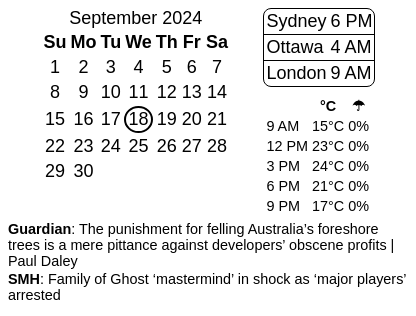 September 2024
Su Mo Tu We Th Fr Sa
1 2 3 4 5 6 7
8 9 10 11 12 13 14
15 16 17 18 19 20 21
22 23 24 25 26 27 28
29 30
Sydney 6 PM
Ottawa 4 AM
London 9 AM
°C ☂
9 AM 15°C 0%
12 PM 23°C 0%
3 PM 24°C 0%
6 PM 21°C 0%
9 PM 17°C 0%
Guardian: The punishment for felling Australia’s foreshore
trees is a mere pittance against developers’ obscene profits |
Paul Daley
SMH: Family of Ghost ‘mastermind’ in shock as ‘major players’
arrested